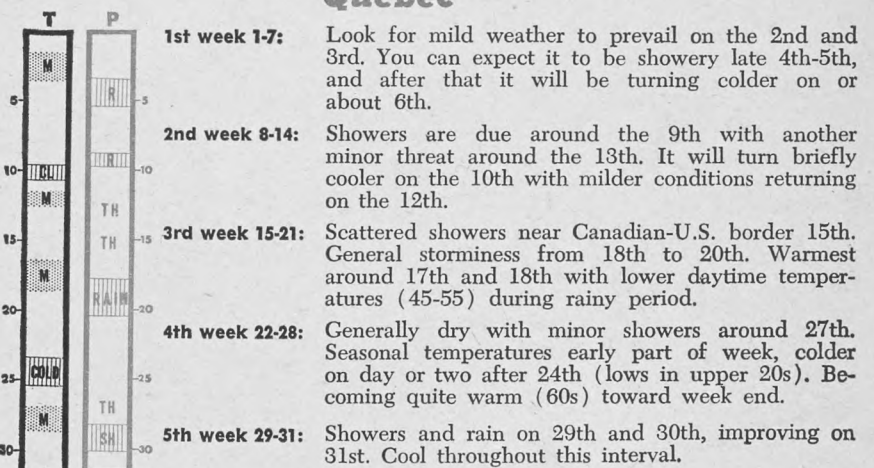 Quebec
T P
1st week 1-7: Look for mild weather to prevail on the 2nd and
3rd. You can expect it to be showery late 4th-5th,
and after that it will be turning colder on or
about 6th.
2nd week 8-14: Showers are due around the 9th with another
minor threat around the 13th. It will turn briefly
cooler on the 10th with milder conditions returning
on the 12th.
3rd week 15-21: Scattered showers near Canadian-U.S. border 15th.
General storminess from 18th to 20th. Warmest
around 17th and 18th with lower daytime temper-
atures (45-55) during rainy period.
4th week 22-28: Generally dry with minor showers around 27th.
Seasonal temperatures early part of week, colder
on day or two after 24th (lows in upper 20s). Be-
coming quite warm (60s) toward week end.
5th week 29-31: Showers and rain on 29th and 30th, improving on
31st. Cool throughout this interval.
M
5- R -5
R
10- CL -10
M
TH
15- TH -15
M
RAIN
20- -20
COLD
25- -25
TH
M
SH
30- -30